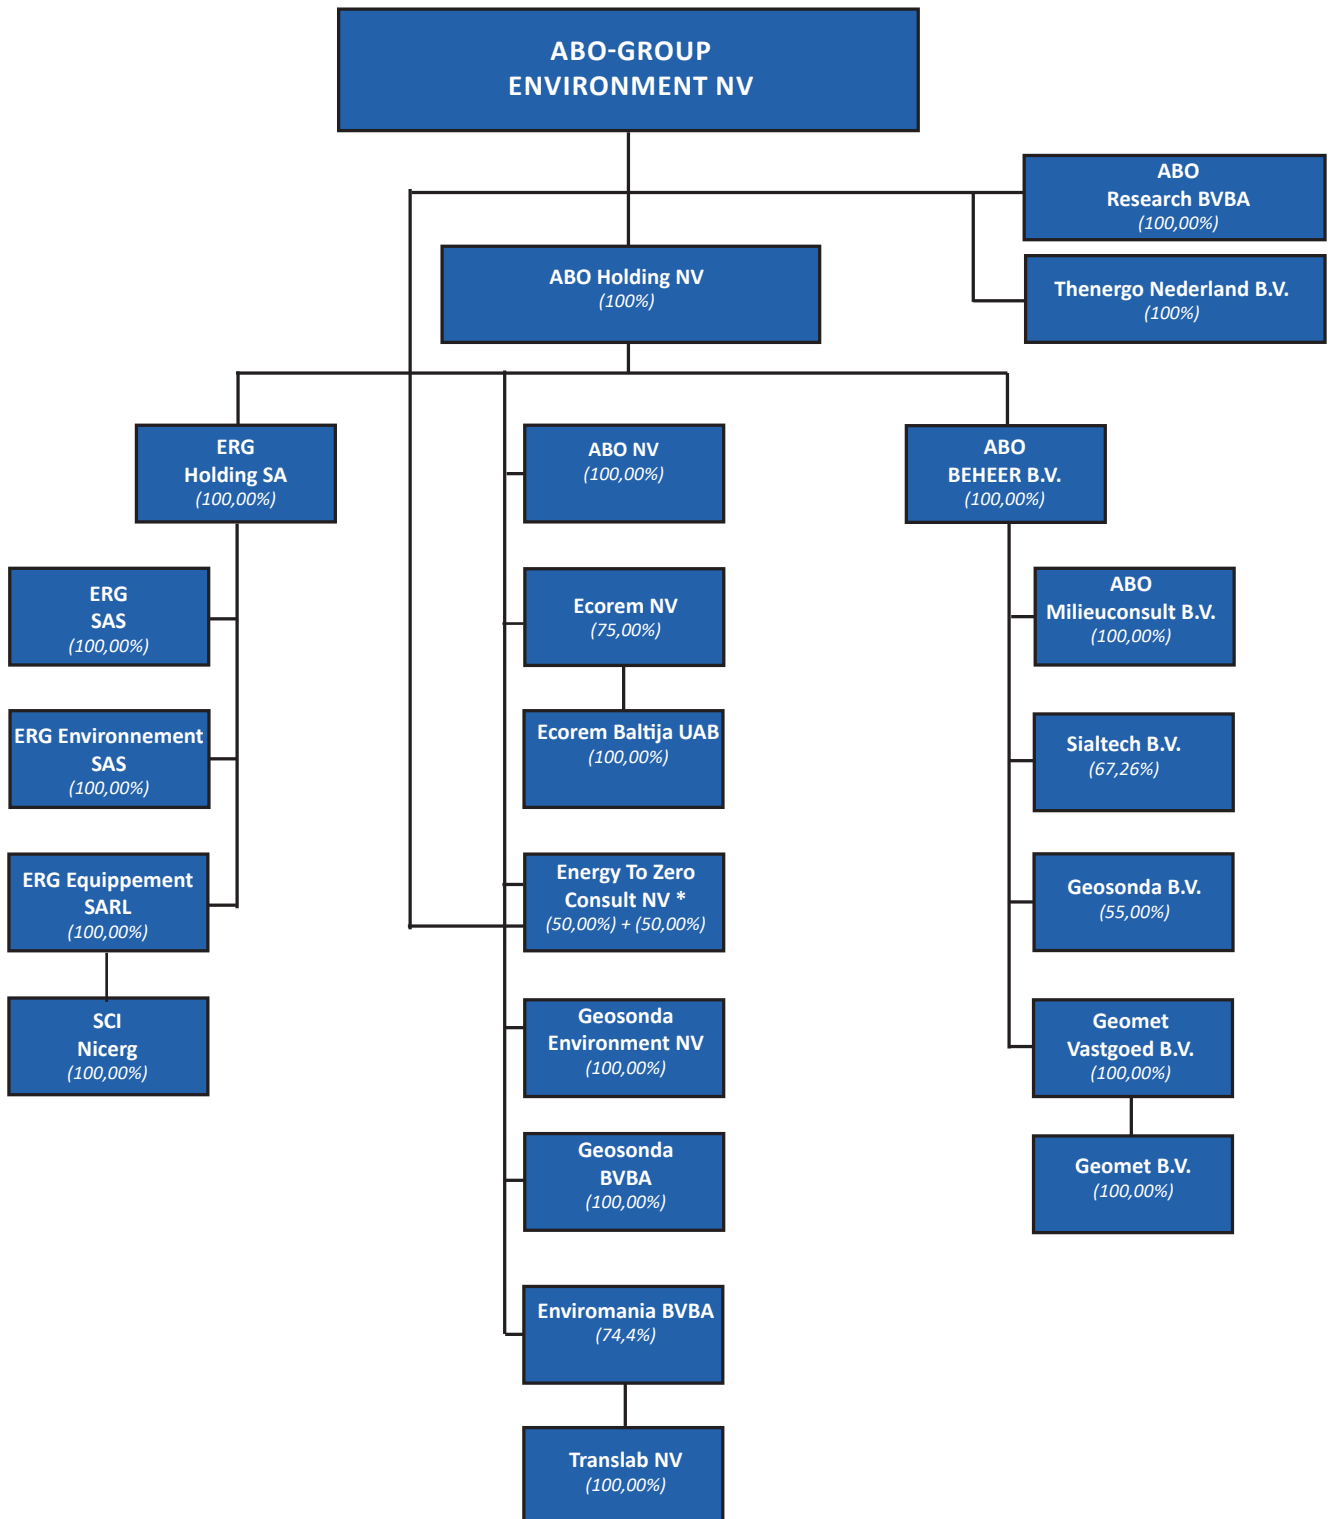 ABO-GROUP
ENVIRONMENT NV
ABO
Research BVBA
(100,00%)
ABO Holding NV
(100%)
Thenergo Nederland B.V.
(100%)
ERG
Holding SA
(100,00%)
ERG
SAS
(100,00%)
ERG Environnement
SAS
(100,00%)
ERG Equippement
SARL
(100,00%)
SCI
Nicerg
(100,00%)
ABO NV
(100,00%)
Ecorem NV
(75,00%)
Ecorem Baltija UAB
(100,00%)
Energy To Zero
Consult NV *
(50,00%) + (50,00%)
Geosonda
Environment NV
(100,00%)
Geosonda
BVBA
(100,00%)
Enviromania BVBA
(74,4%)
Translab NV
(100,00%)
ABO
BEHEER B.V.
(100,00%)
ABO
Milieuconsult B.V.
(100,00%)
Sialtech B.V.
(67,26%)
Geosonda B.V.
(55,00%)
Geomet
Vastgoed B.V.
(100,00%)
Geomet B.V.
(100,00%)